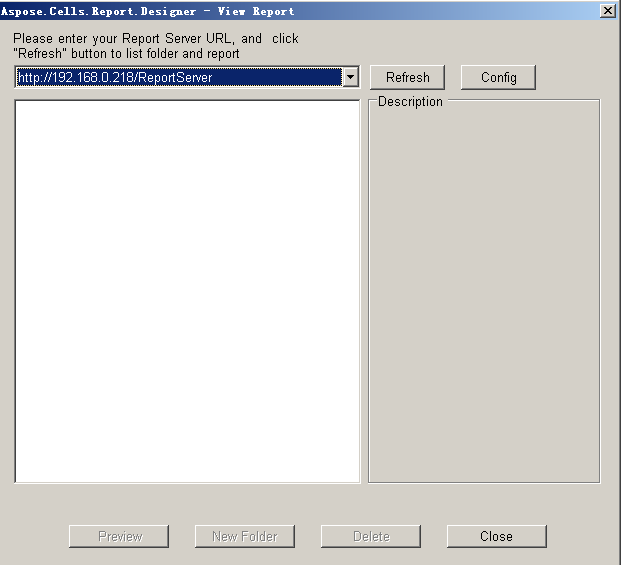 Aspose.Cells.Report.Designer - View Report
Please enter your Report Server URL, and click
"Refresh" button to list folder and report
http://192.168.0.218/ReportServer
Refresh
Config
Description
Preview
New Folder
Delete
Close